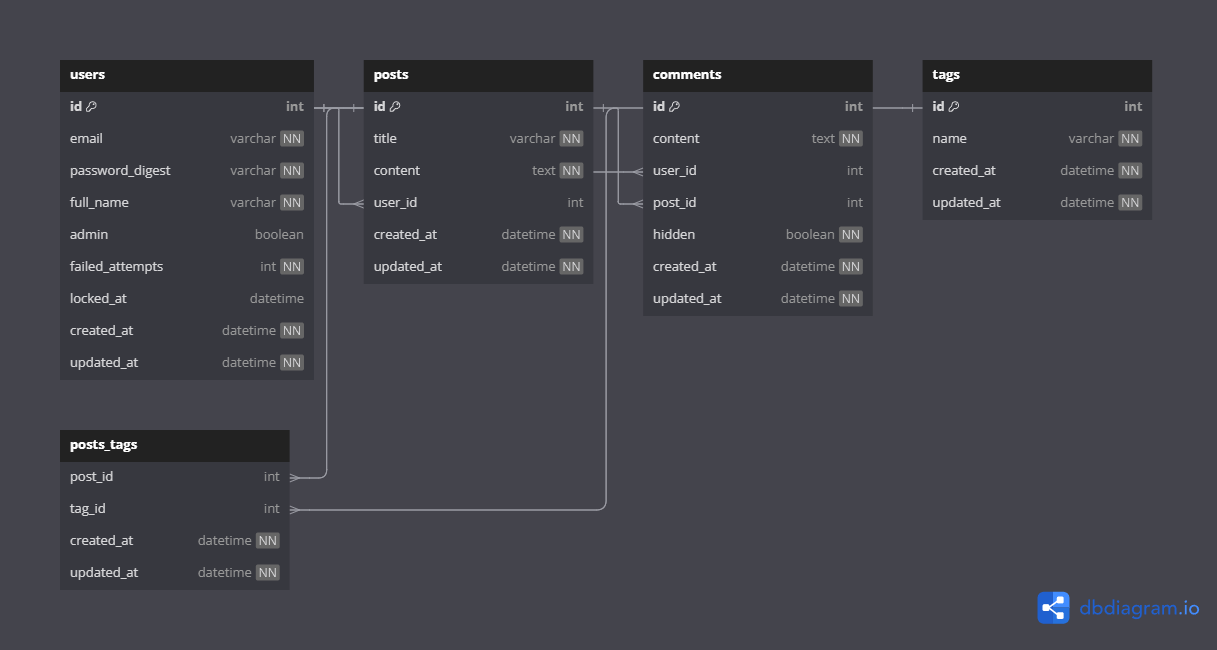 users
id int
email varchar NN
password_digest varchar NN
full_name varchar NN
admin boolean
failed_attempts int NN
locked_at datetime
created_at datetime NN
updated_at datetime NN
posts
id int
title varchar NN
content text NN
user_id int
created_at datetime NN
updated_at datetime NN
comments
id int
content text NN
user_id int
post_id int
hidden boolean NN
created_at datetime NN
updated_at datetime NN
tags
id int
name varchar NN
created_at datetime NN
updated_at datetime NN
posts_tags
post_id int
tag_id int
created_at datetime NN
updated_at datetime NN
dbdiagram.io